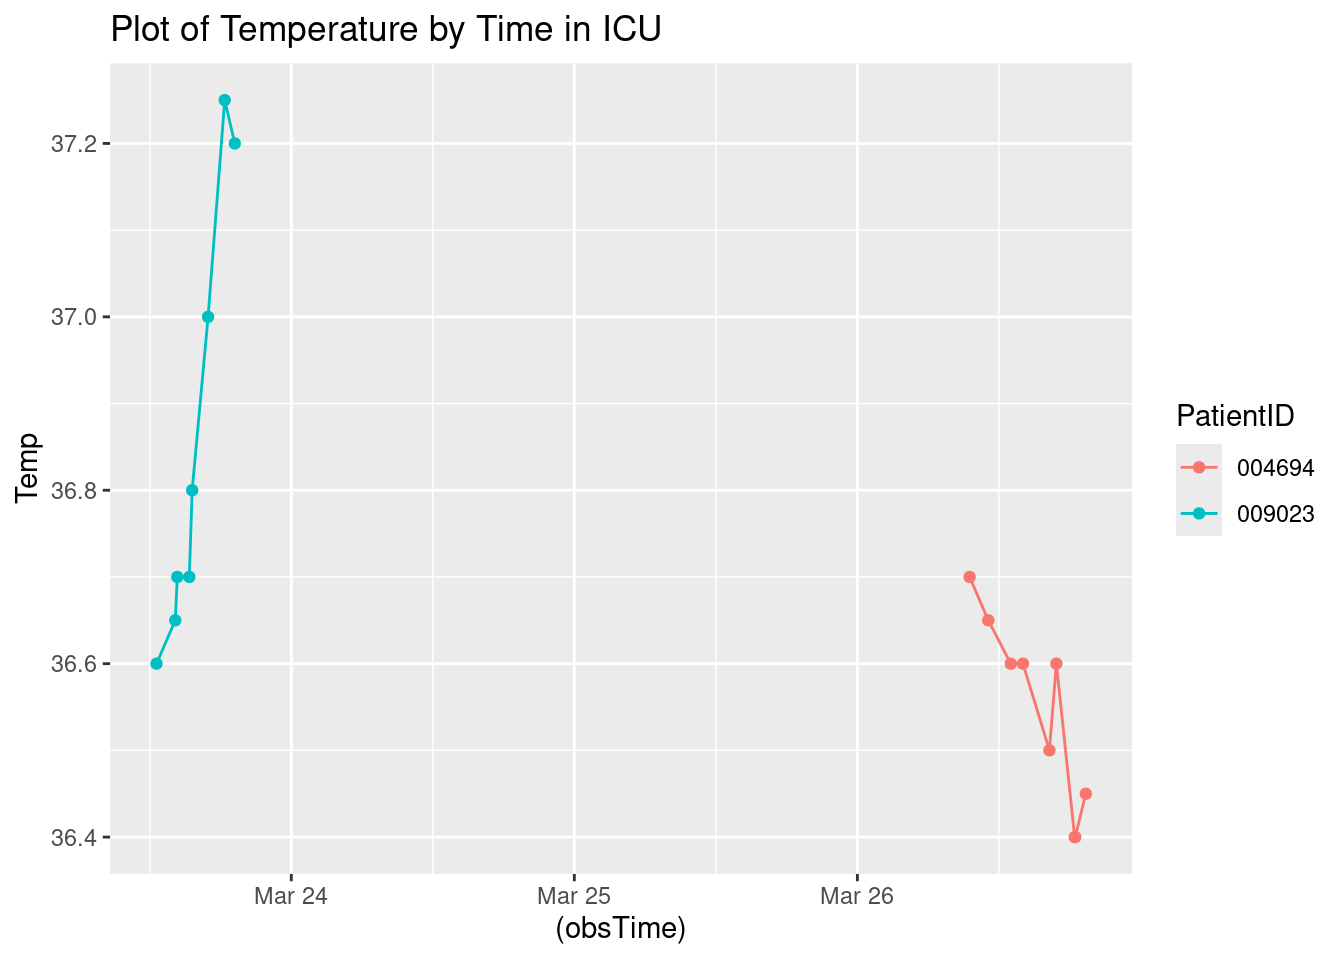 Plot of Temperature by Time in ICU
37.2
37.0
36.8
36.6
36.4
Temp
Mar 24
Mar 25
Mar 26
(obsTime)
PatientID
004694
009023